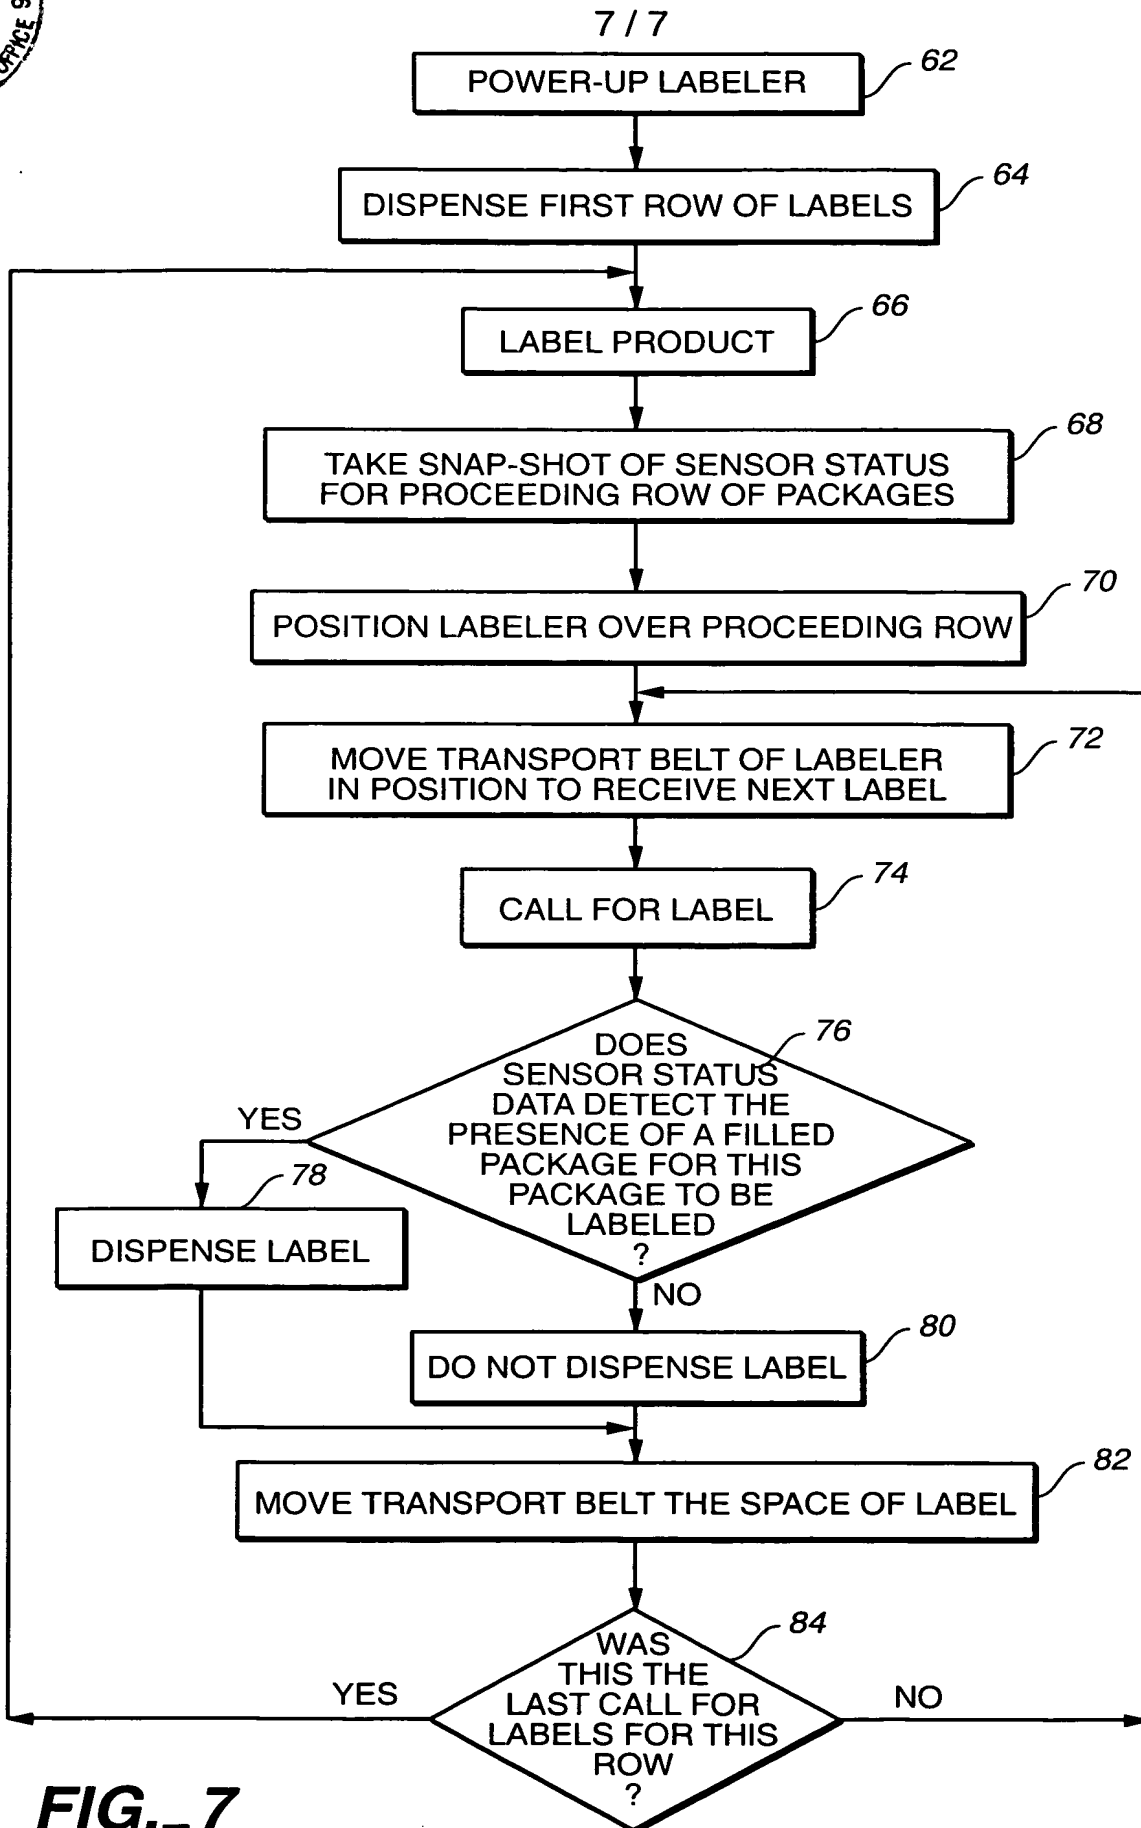 OFFICE
7 / 7
POWER-UP LABELER
62
DISPENSE FIRST ROW OF LABELS
64
LABEL PRODUCT
66
TAKE SNAP-SHOT OF SENSOR STATUS
FOR PROCEEDING ROW OF PACKAGES
68
POSITION LABELER OVER PROCEEDING ROW
70
MOVE TRANSPORT BELT OF LABELER
IN POSITION TO RECEIVE NEXT LABEL
72
CALL FOR LABEL
74
DOES
SENSOR STATUS
DATA DETECT THE
PRESENCE OF A FILLED
PACKAGE FOR THIS
PACKAGE TO BE
LABELED
?
76
YES
78
DISPENSE LABEL
NO
DO NOT DISPENSE LABEL
80
MOVE TRANSPORT BELT THE SPACE OF LABEL
82
WAS
THIS THE
LAST CALL FOR
LABELS FOR THIS
ROW
?
84
YES
NO
FIG._7